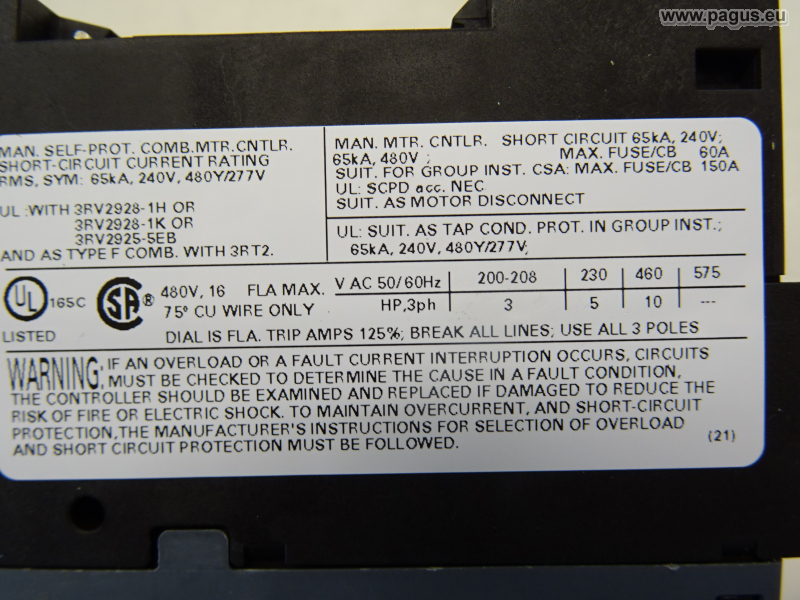 www.pagus.eu
MAN. SELF-PROT. COMB.MTR.CNTLR.
SHORT-CIRCUIT CURRENT RATING
RMS, SYM: 65kA, 240V, 480Y/277V
UL :WITH 3RV2928-1H OR
3RV2928-1K OR
3RV2925-5EB
AND AS TYPE F COMB. WITH 3RT2.
MAN. MTR. CNTLR. SHORT CIRCUIT 65kA, 240V;
65kA, 480V ; MAX. FUSE/CB 60A
SUIT. FOR GROUP INST. CSA: MAX. FUSE/CB 150A
UL: SCPD acc. NEC
SUIT. AS MOTOR DISCONNECT
UL: SUIT. AS TAP COND. PROT. IN GROUP INST.;
65kA, 240V, 480Y/277V;
UL 165C SA ® 480V, 16 FLA MAX.
75° CU WIRE ONLY
LISTED
V AC 50/60Hz 200-208 230 460 575
HP,3ph 3 5 10 ---
DIAL IS FLA. TRIP AMPS 125%; BREAK ALL LINES; USE ALL 3 POLES
WARNING: IF AN OVERLOAD OR A FAULT CURRENT INTERRUPTION OCCURS, CIRCUITS
MUST BE CHECKED TO DETERMINE THE CAUSE IN A FAULT CONDITION,
THE CONTROLLER SHOULD BE EXAMINED AND REPLACED IF DAMAGED TO REDUCE THE
RISK OF FIRE OR ELECTRIC SHOCK. TO MAINTAIN OVERCURRENT, AND SHORT-CIRCUIT
PROTECTION,THE MANUFACTURER'S INSTRUCTIONS FOR SELECTION OF OVERLOAD
AND SHORT CIRCUIT PROTECTION MUST BE FOLLOWED.
(21)